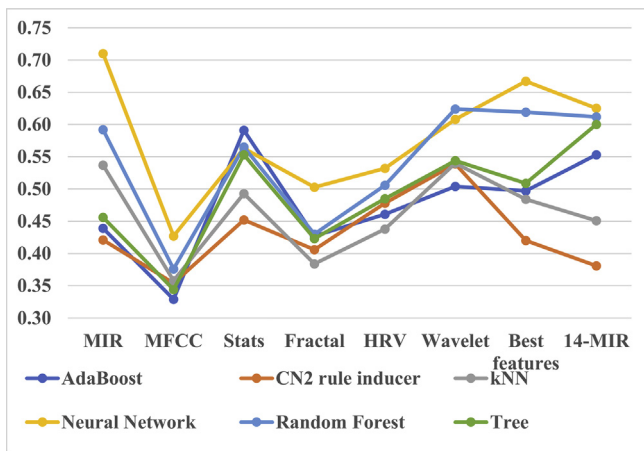 0.75
0.70
0.65
0.60
0.55
0.50
0.45
0.40
0.35
0.30
MIR MFCC Stats Fractal HRV Wavelet Best 14-MIR
features
AdaBoost CN2 rule inducer kNN
Neural Network Random Forest Tree